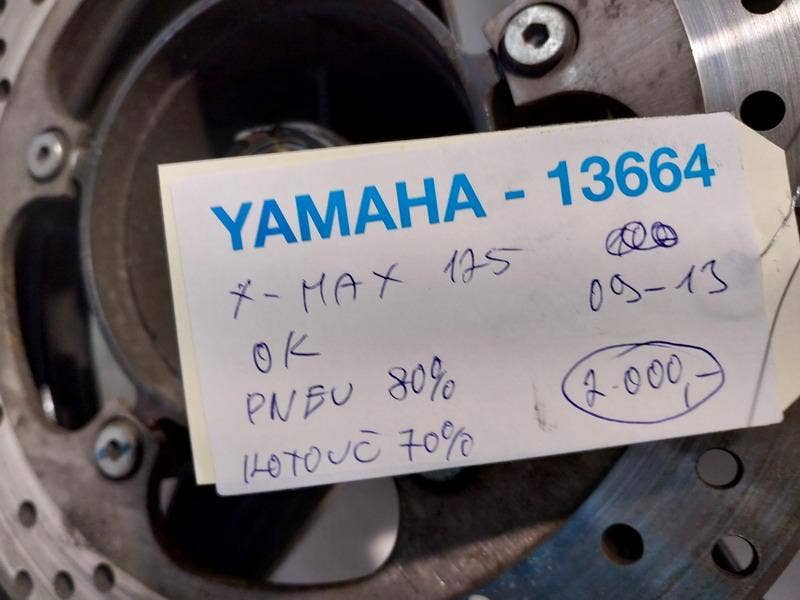 YAMAHA - 13664
X-MAX 125
09-13
OK
PNEU 80%
2.000,-
KOTOUČ 70%